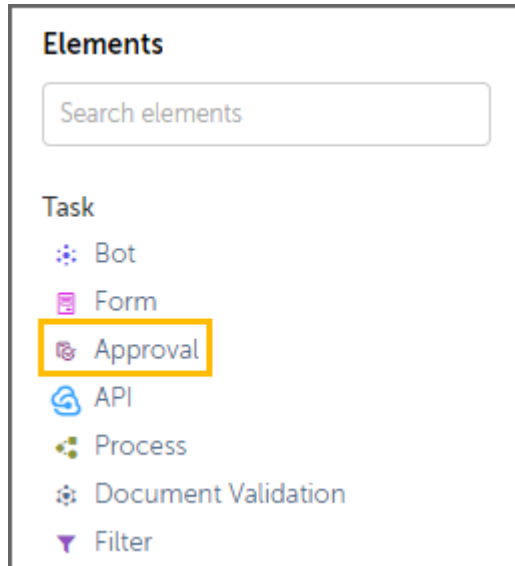 Elements
Search elements
Task
Bot
Form
Approval
API
Process
Document Validation
Filter